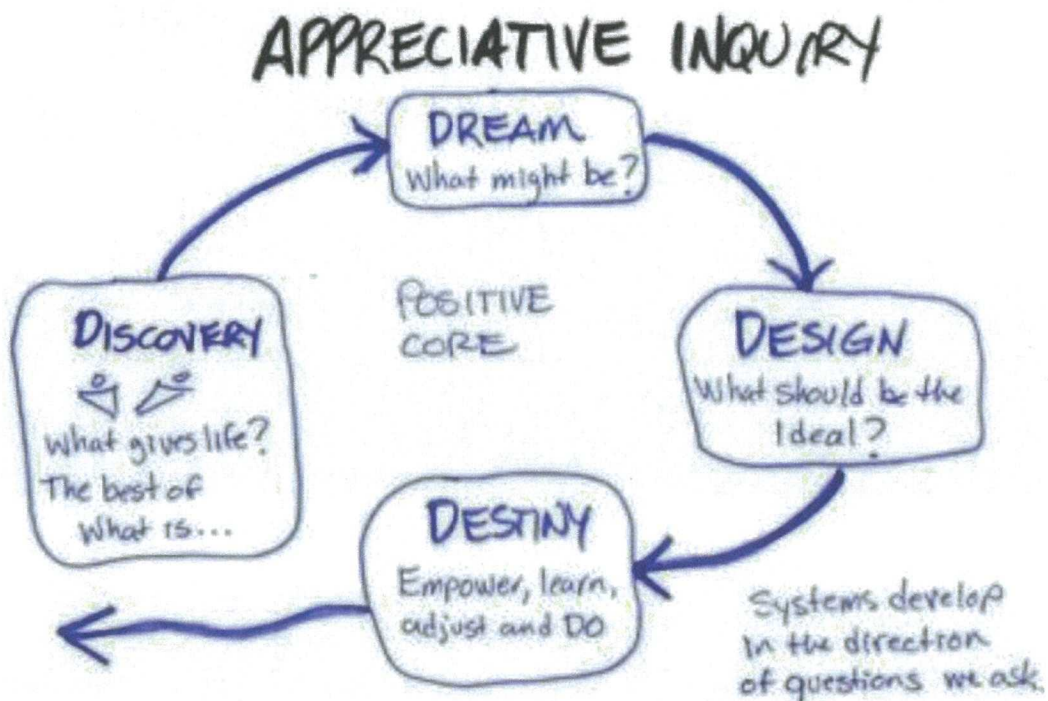 APPRECIATIVE INQUIRY
DREAM
What might be?
POSITIVE
CORE
DISCOVERY
What gives life?
The best of
What is...
DESIGN
What should be the
Ideal?
DESTINY
Empower, learn,
adjust and DO
Systems develop
in the direction
of questions we ask.